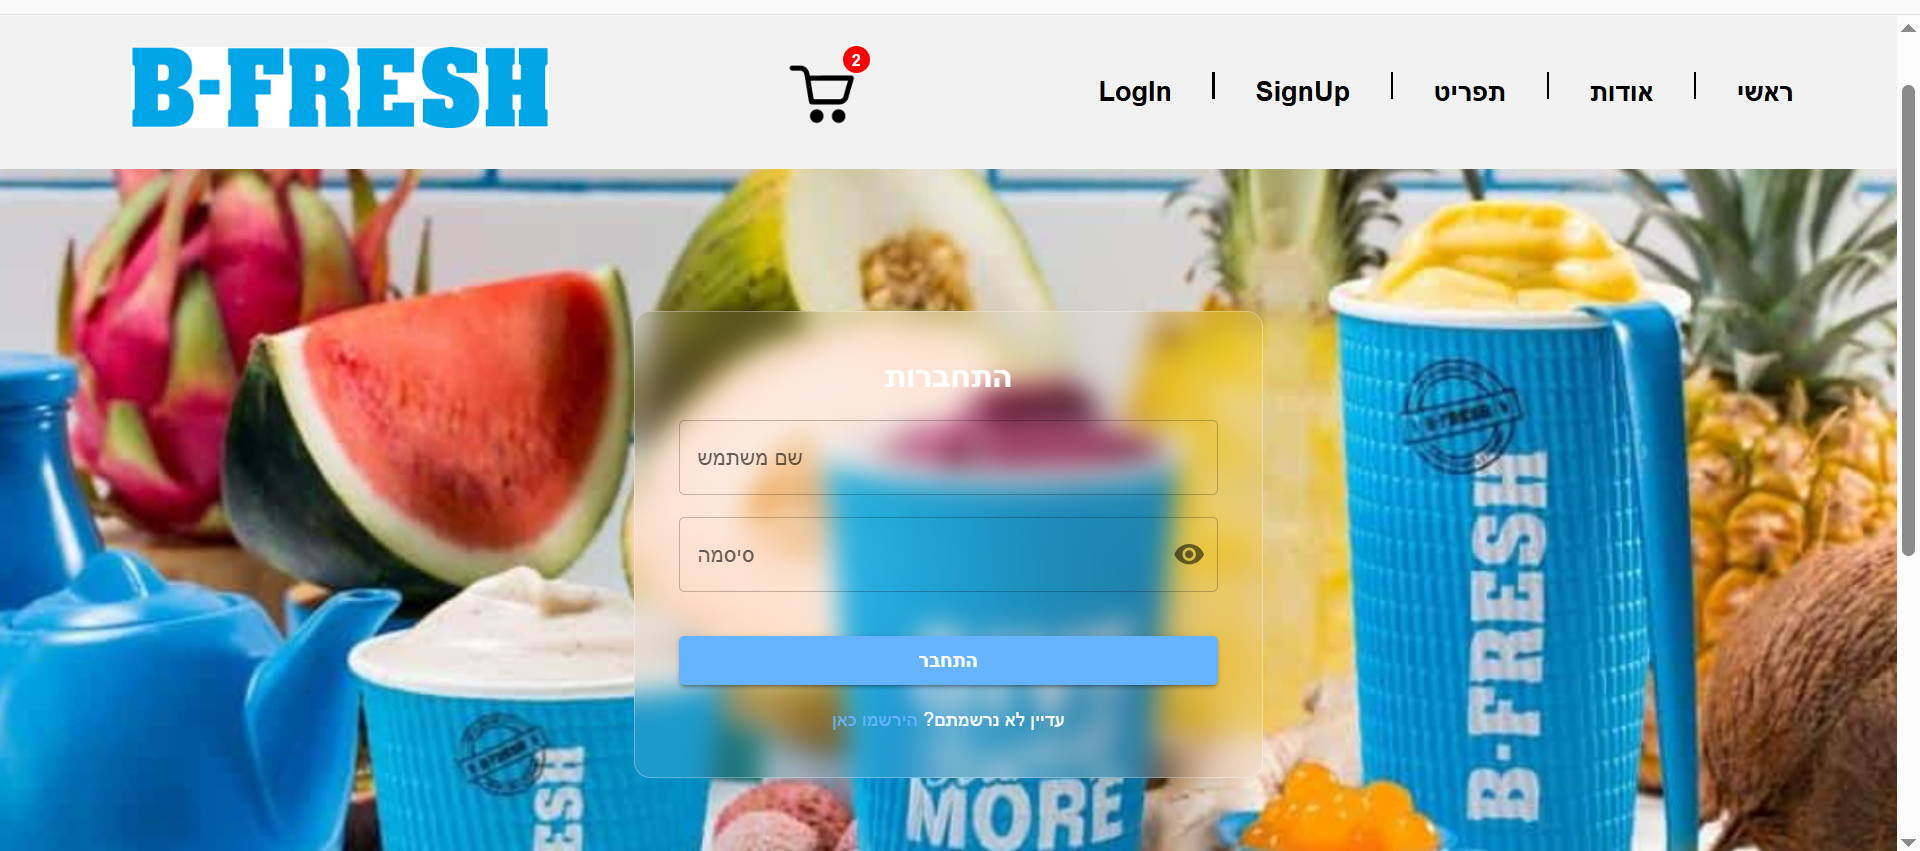 B-FRESH
2
ראשי | אודות | תפריט | SignUp | LogIn
התחברות
שם משתמש
סיסמה
התחבר
עדיין לא נרשמתם? הירשמו כאן
B-FRESH
B-FRESH
ESH
MORE